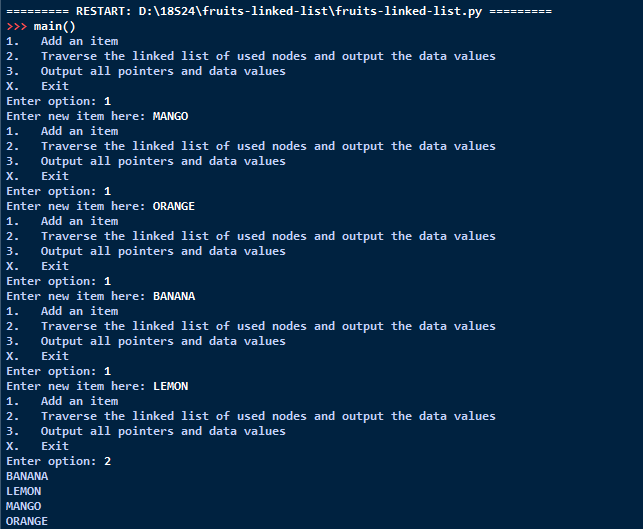 ========= RESTART: D:\18S24\fruits-linked-list\fruits-linked-list.py =========
>>> main()
1.   Add an item
2.   Traverse the linked list of used nodes and output the data values
3.   Output all pointers and data values
X.   Exit
Enter option: 1
Enter new item here: MANGO
1.   Add an item
2.   Traverse the linked list of used nodes and output the data values
3.   Output all pointers and data values
X.   Exit
Enter option: 1
Enter new item here: ORANGE
1.   Add an item
2.   Traverse the linked list of used nodes and output the data values
3.   Output all pointers and data values
X.   Exit
Enter option: 1
Enter new item here: BANANA
1.   Add an item
2.   Traverse the linked list of used nodes and output the data values
3.   Output all pointers and data values
X.   Exit
Enter option: 1
Enter new item here: LEMON
1.   Add an item
2.   Traverse the linked list of used nodes and output the data values
3.   Output all pointers and data values
X.   Exit
Enter option: 2
BANANA
LEMON
MANGO
ORANGE